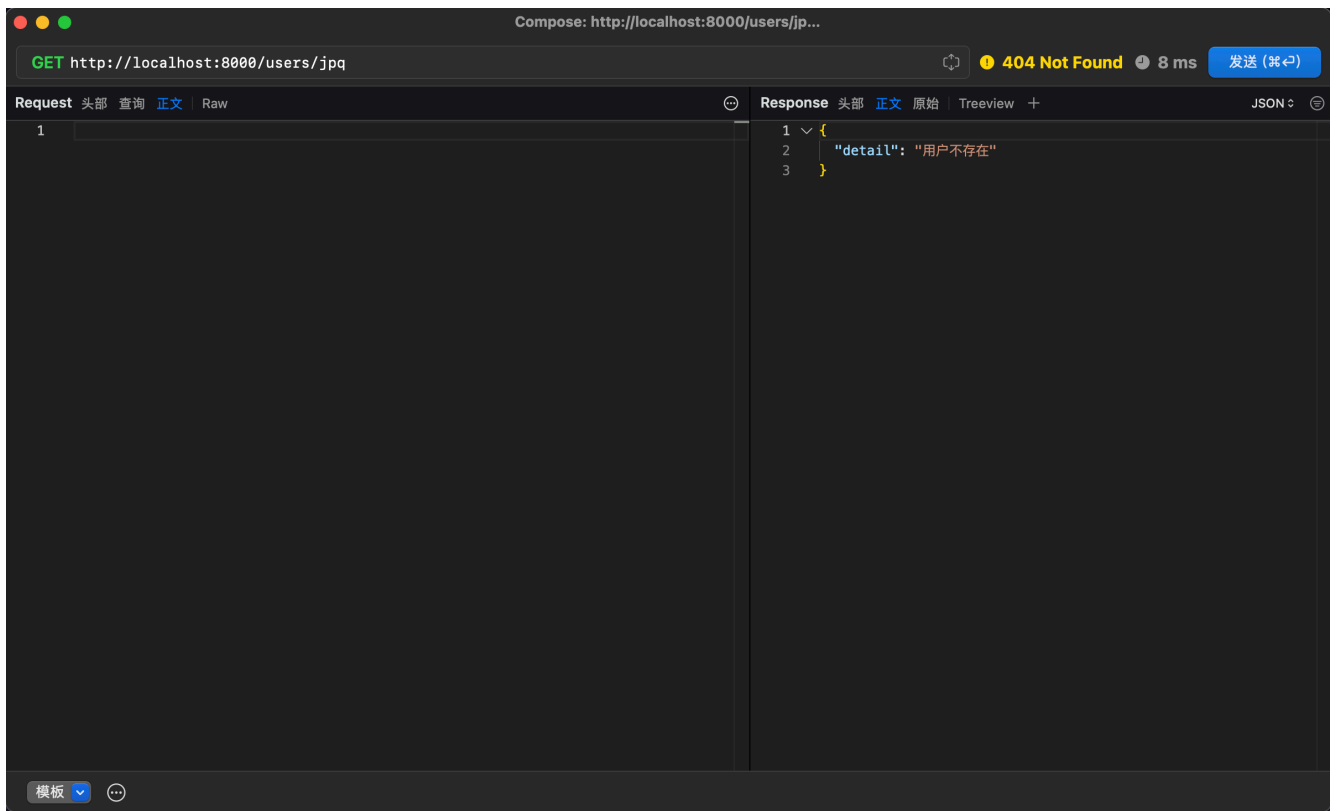 Compose: http://localhost:8000/users/jp...
GET http://localhost:8000/users/jpq
404 Not Found 8 ms 发送 (⌘↩)
Request 头部 查询 正文 Raw
Response 头部 正文 原始 Treeview + JSON
1
1 {
2 "detail": "用户不存在"
3 }
模板